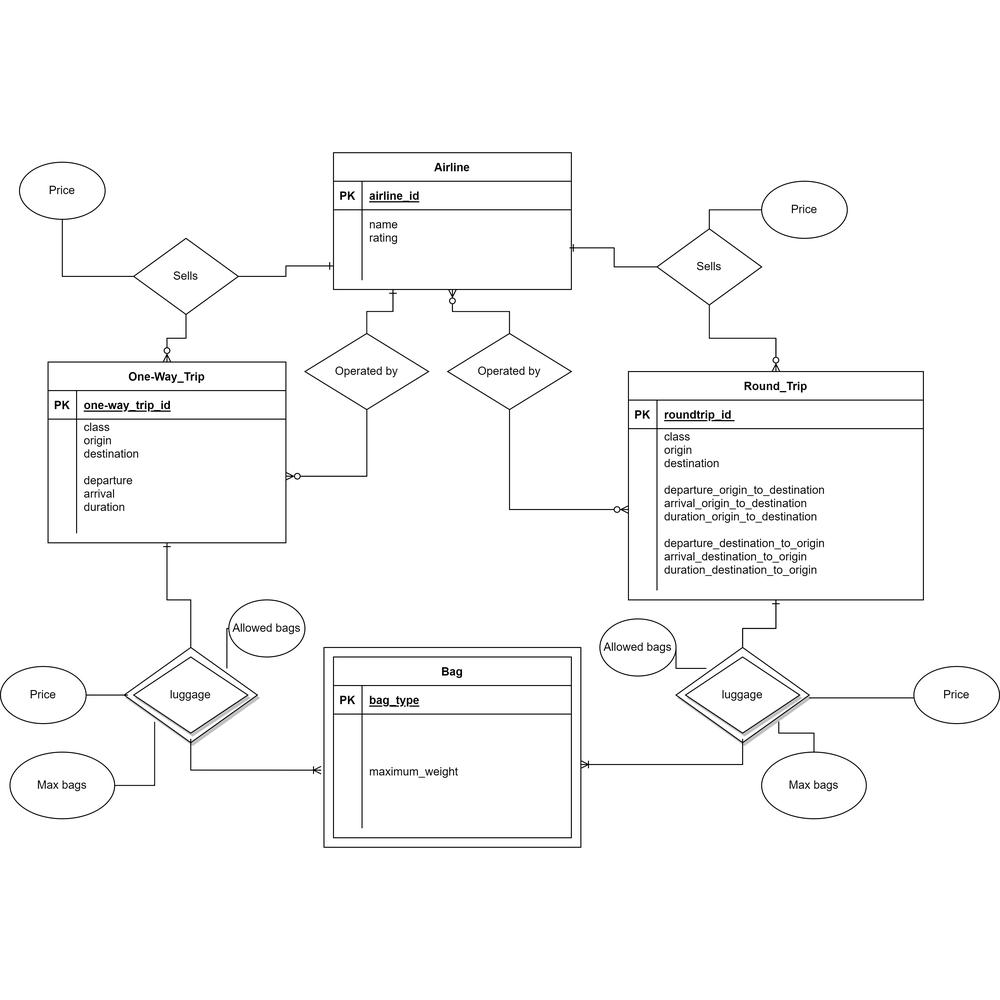 Airline
PK airline_id
name
rating
Price
Price
Sells
Sells
Operated by
Operated by
One-Way_Trip
PK one-way_trip_id
class
origin
destination
departure
arrival
duration
Round_Trip
PK roundtrip_id
class
origin
destination
departure_origin_to_destination
arrival_origin_to_destination
duration_origin_to_destination
departure_destination_to_origin
arrival_destination_to_origin
duration_destination_to_origin
Allowed bags
Price
luggage
Max bags
Bag
PK bag_type
maximum_weight
Allowed bags
luggage
Price
Max bags